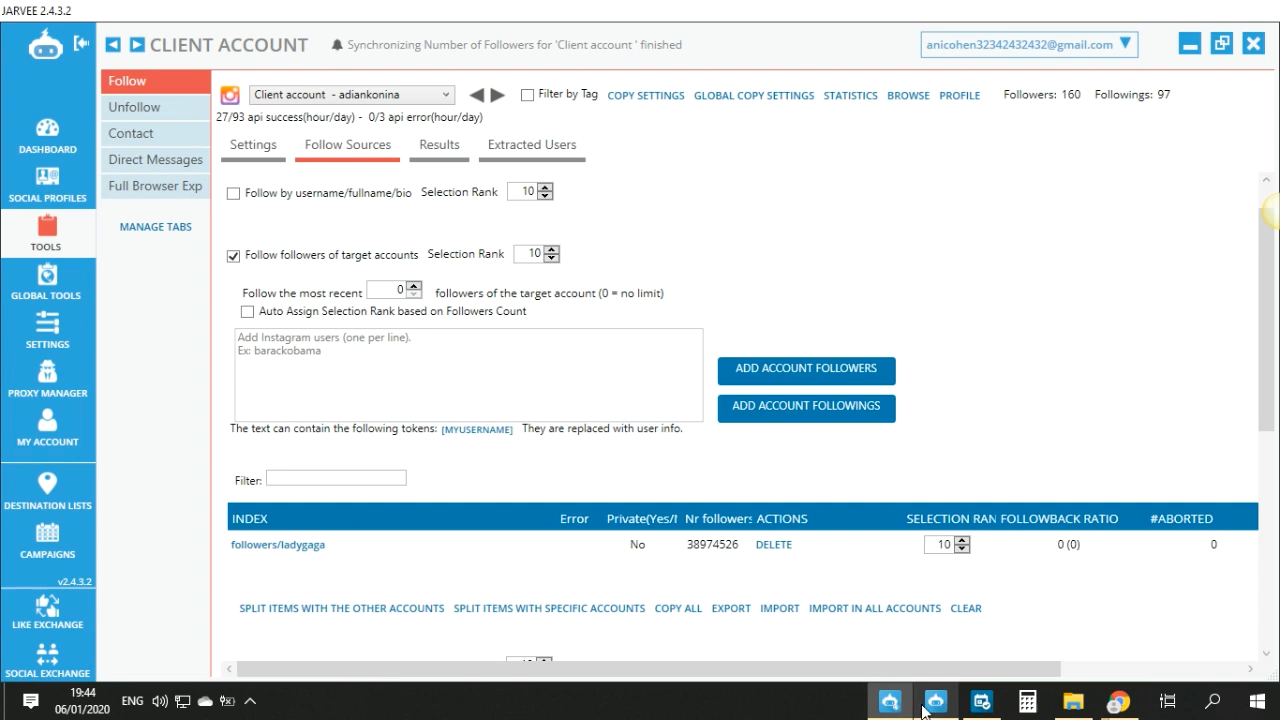 JARVEE 2.4.3.2
CLIENT ACCOUNT
Synchronizing Number of Followers for 'Client account ' finished
anicohen32342432432@gmail.com
Follow
Unfollow
Contact
Direct Messages
Full Browser Exp
MANAGE TABS
DASHBOARD
SOCIAL PROFILES
TOOLS
GLOBAL TOOLS
SETTINGS
PROXY MANAGER
MY ACCOUNT
DESTINATION LISTS
CAMPAIGNS
v2.4.3.2
LIKE EXCHANGE
SOCIAL EXCHANGE
Client account - adiankonina
Filter by Tag
COPY SETTINGS
GLOBAL COPY SETTINGS
STATISTICS
BROWSE
PROFILE
Followers: 160
Followings: 97
27/93 api success(hour/day) - 0/3 api error(hour/day)
Settings
Follow Sources
Results
Extracted Users
Follow by username/fullname/bio Selection Rank 10
Follow followers of target accounts Selection Rank 10
Follow the most recent 0 followers of the target account (0 = no limit)
Auto Assign Selection Rank based on Followers Count
Add Instagram users (one per line).
Ex: barackobama
ADD ACCOUNT FOLLOWERS
ADD ACCOUNT FOLLOWINGS
The text can contain the following tokens: [MYUSERNAME] They are replaced with user info.
Filter:
INDEX Error Private(Yes/ Nr followers ACTIONS SELECTION RAN FOLLOWBACK RATIO #ABORTED
followers/ladygaga No 38974526 DELETE 10 0 (0) 0
SPLIT ITEMS WITH THE OTHER ACCOUNTS SPLIT ITEMS WITH SPECIFIC ACCOUNTS COPY ALL EXPORT IMPORT IMPORT IN ALL ACCOUNTS CLEAR
19:44
06/01/2020
ENG